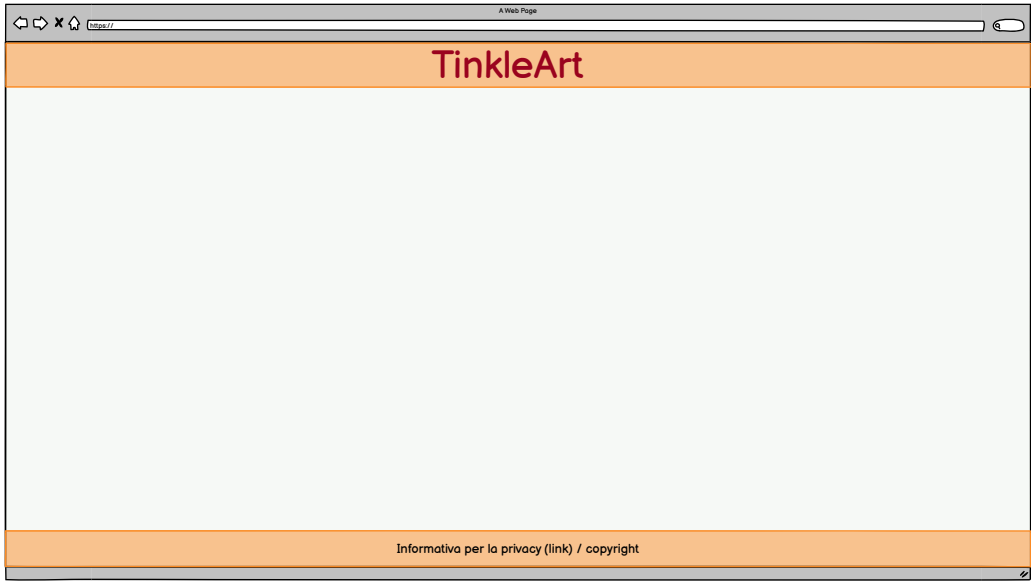 A Web Page
https://
TinkleArt
Informativa per la privacy (link) / copyright